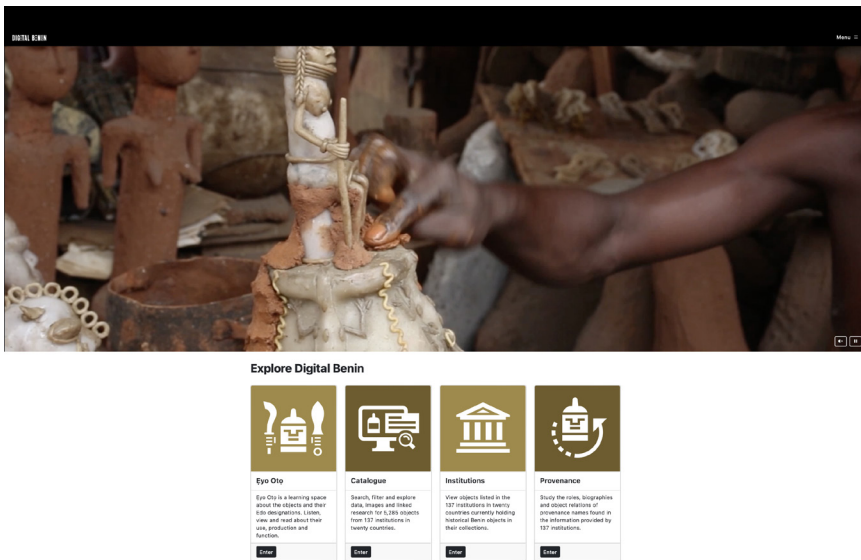 DIGITAL BENIN
Menu
Explore Digital Benin
Ẹyo Otọ
Ẹyo Oto is a learning space
about the objects and their
Edo designations. Listen,
view and read about their
use, production and
function.
Enter
Catalogue
Search, filter and explore
data, images and linked
research for 5,285 objects
from 137 institutions in
twenty countries.
Enter
Institutions
View objects listed in the
137 institutions in twenty
countries currently holding
historical Benin objects in
their collections.
Enter
Provenance
Study the roles, biographies
and object relations of
provenance names found in
the information provided by
137 institutions.
Enter